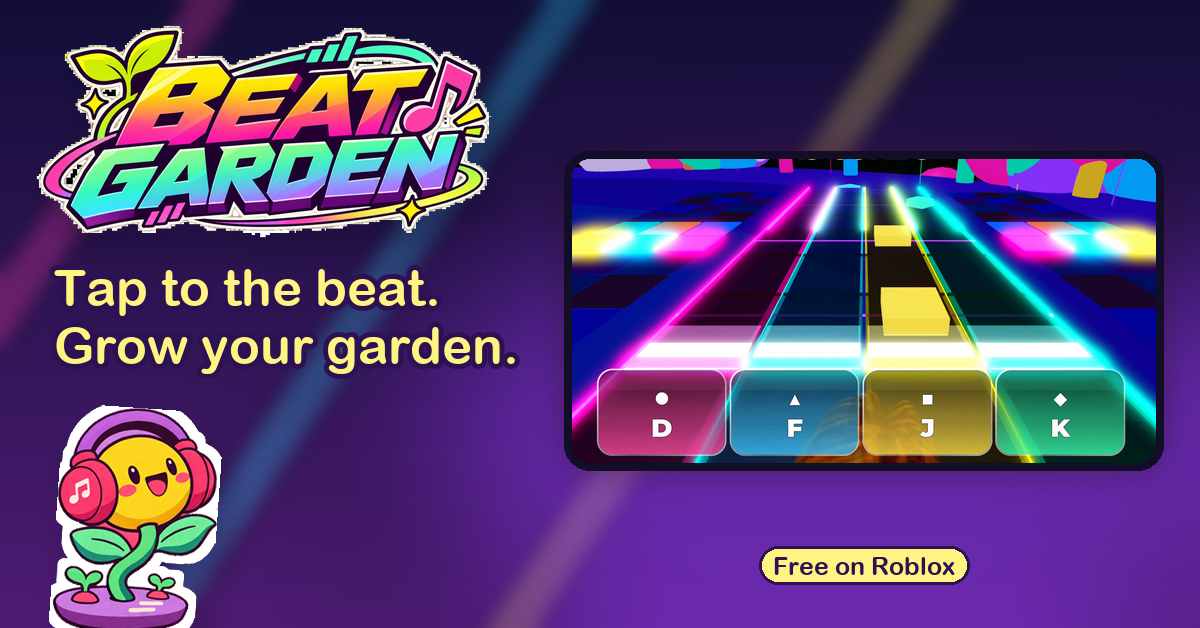 BEAT
GARDEN
Tap to the beat.
Grow your garden.
D F J K
Free on Roblox